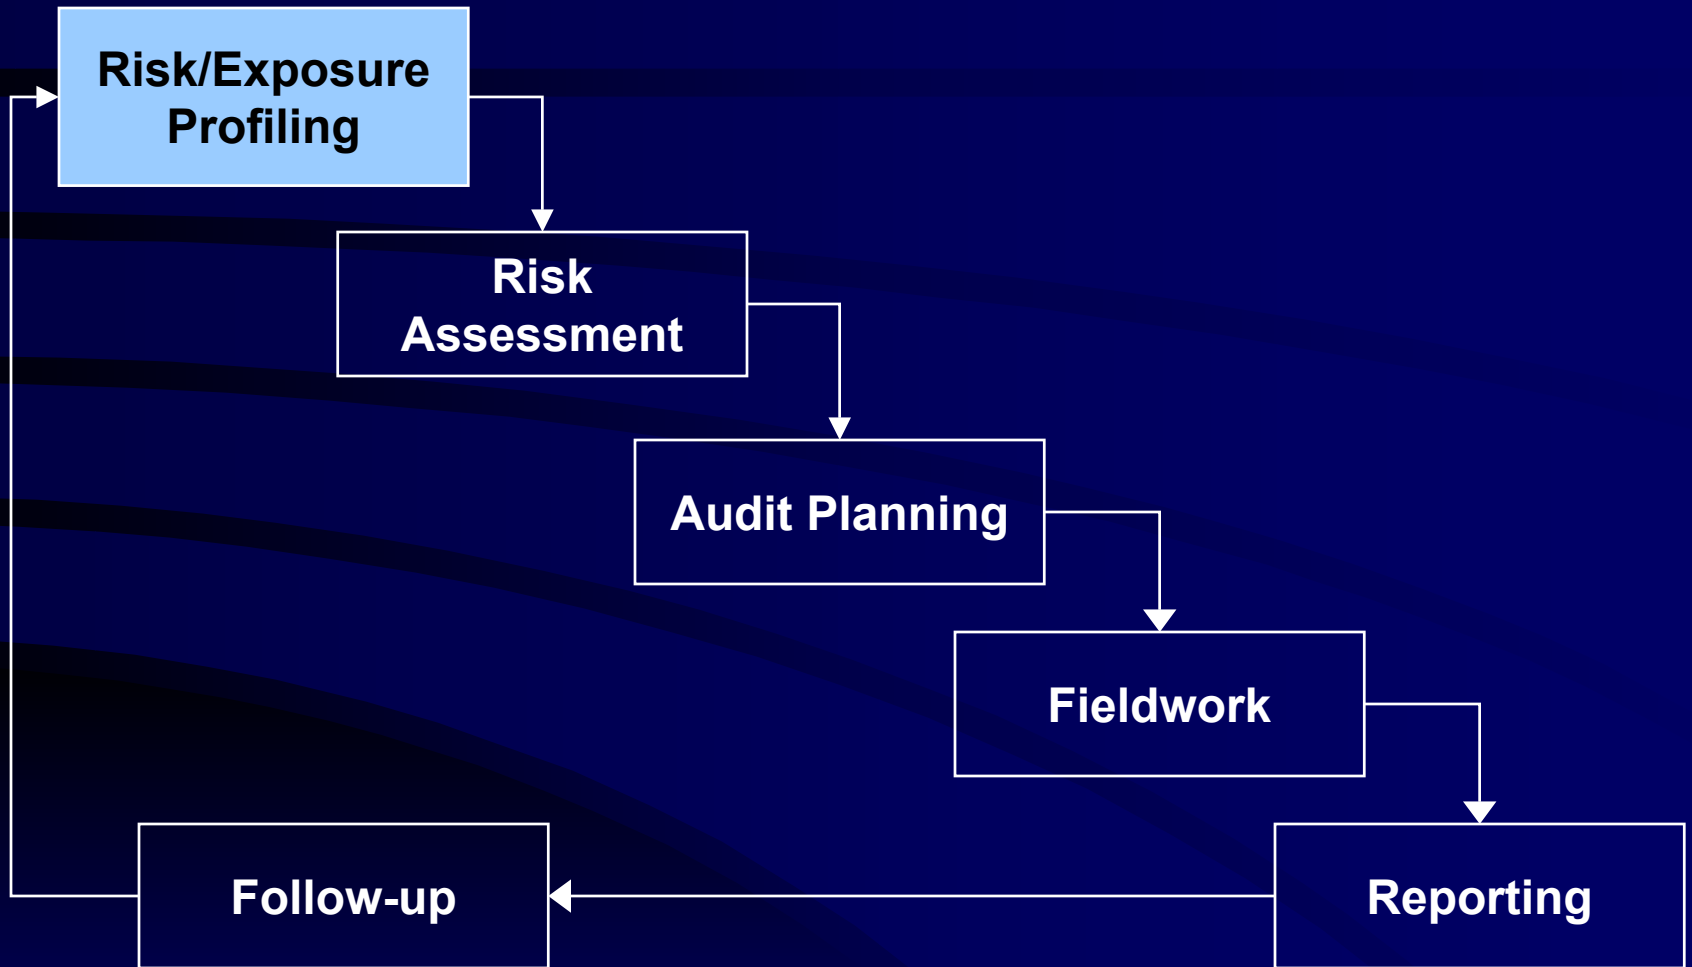 Risk/Exposure
Profiling
Risk
Assessment
Audit Planning
Fieldwork
Follow-up
Reporting